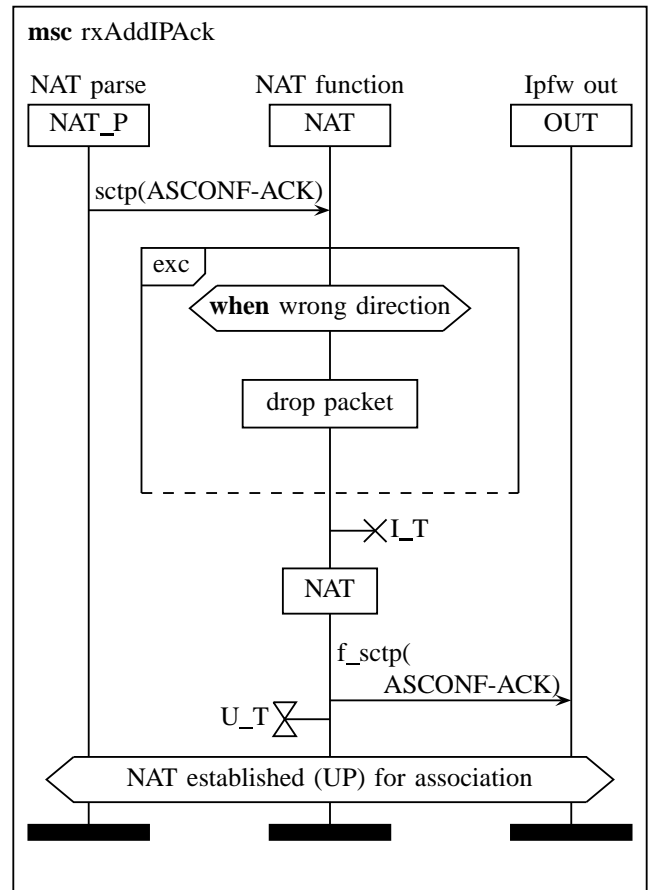 msc rxAddIPAck
NAT parse NAT function Ipfw out
NAT_P NAT OUT
sctp(ASCONF-ACK)
exc
when wrong direction
drop packet
I_T
NAT
f_sctp(
ASCONF-ACK)
U_T
NAT established (UP) for association